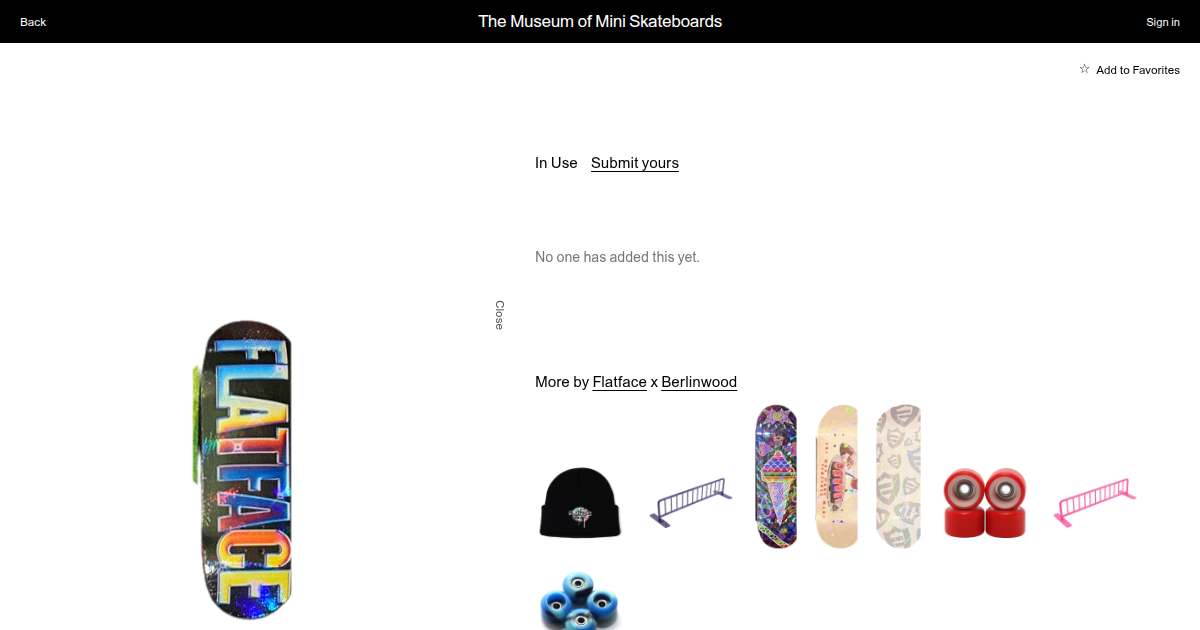 Back
The Museum of Mini Skateboards
Sign in
☆ Add to Favorites
In Use Submit yours
No one has added this yet.
Close
FLATFACE
More by Flatface x Berlinwood